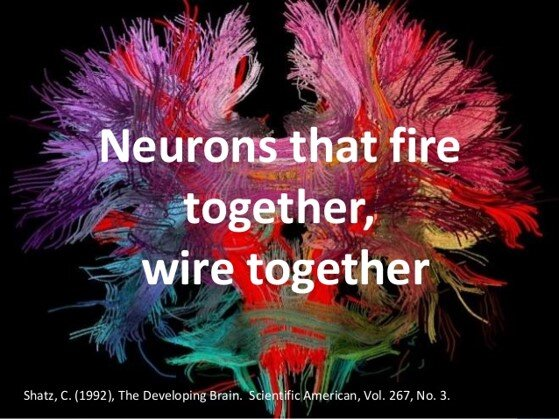 Neurons that fire
together,
wire together
Shatz, C. (1992), The Developing Brain. Scientific American, Vol. 267, No. 3.